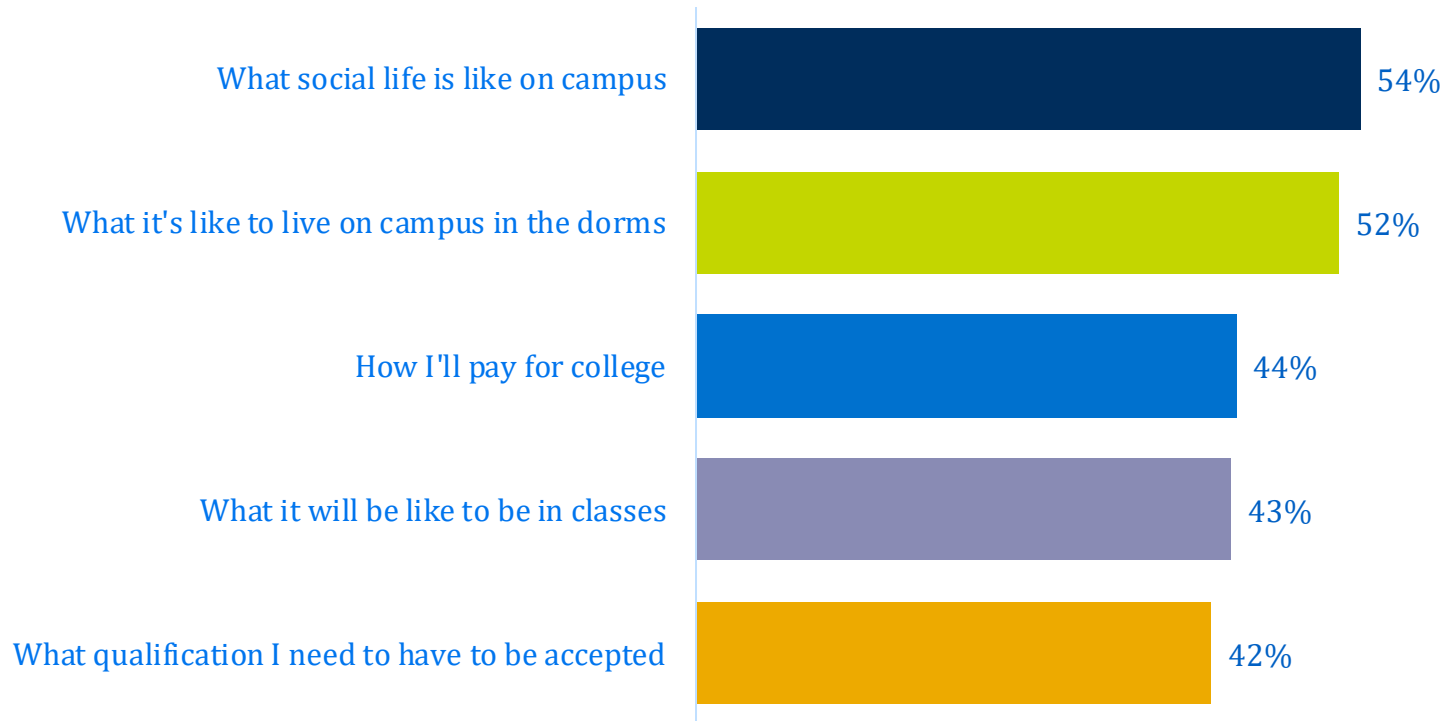 What social life is like on campus
54%
What it's like to live on campus in the dorms
52%
How I'll pay for college
44%
What it will be like to be in classes
43%
What qualification I need to have to be accepted
42%